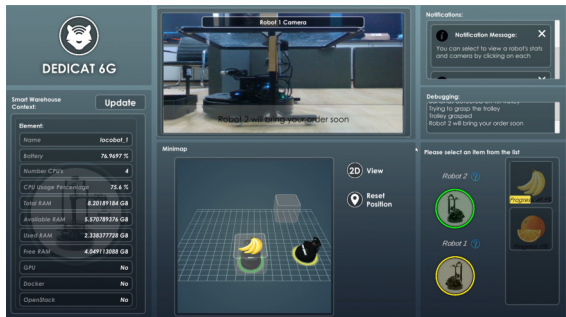 DEDICAT 6G
Smart Warehouse
Context:
Update
Element:
Name locobot_1
Battery 76.9697 %
Number CPUs 4
CPU Usage Percentage 75.6 %
Total RAM 8.20189184 GB
Available RAM 5.570789376 GB
Used RAM 2.338377728 GB
Free RAM 4.049113088 GB
GPU No
Docker No
OpenStack No
Robot 1 Camera
Robot 2 will bring your order soon
Minimap
2D View
Reset
Position
Notifications:
Notification Message:
You can select to view a robot's stats
and camera by clicking on each
Debugging:
Trying to grasp the trolley
Trolley grasped
Robot 2 will bring your order soon
Please select an item from the list
Robot 2
Robot 1